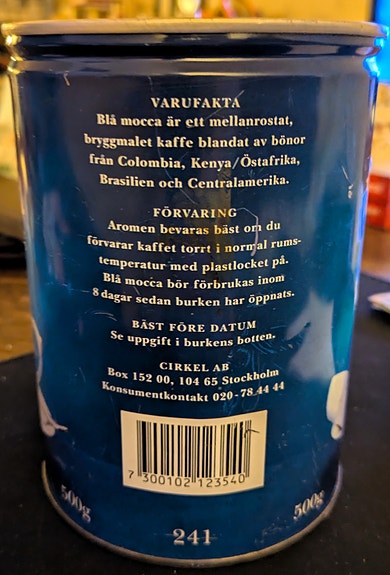 VARUFAKTA
Blå mocca är ett mellanrostat,
bryggmalet kaffe blandat av bönor
från Colombia, Kenya/Östafrika,
Brasilien och Centralamerika.
FÖRVARING
Aromen bevaras bäst om du
förvarar kaffet torrt i normal rums-
temperatur med plastlocket på.
Blå mocca bör förbrukas inom
8 dagar sedan burken har öppnats.
BÄST FÖRE DATUM
Se uppgift i burkens botten.
CIRKEL AB
Box 152 00, 104 65 Stockholm
Konsumentkontakt 020-78 44 44
7 300102 123540
500g 500g
241